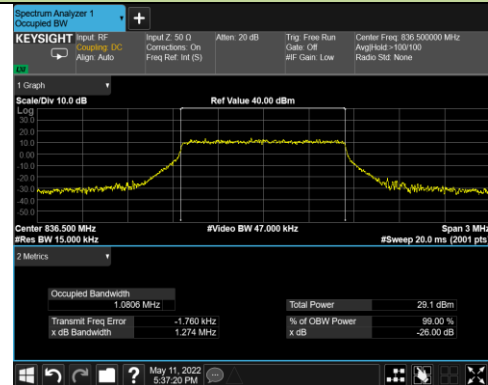 Spectrum Analyzer 1
Occupied BW
KEYSIGHT Input: RF Input Z: 50 Ω Atten: 20 dB Trig: Free Run Center Freq: 836.500000 MHz
Coupling: DC Corrections: On Gate: Off Avg|Hold:>100/100
Align: Auto Freq Ref: Int (S) #IF Gain: Low Radio Std: None
LXI
1 Graph
Scale/Div 10.0 dB Ref Value 40.00 dBm
Log
30.0
20.0
10.0
0.00
-10.0
-20.0
-30.0
-40.0
-50.0
Center 836.500 MHz #Video BW 47.000 kHz Span 3 MHz
#Res BW 15.000 kHz #Sweep 20.0 ms (2001 pts)
2 Metrics
Occupied Bandwidth
1.0806 MHz Total Power 29.1 dBm
Transmit Freq Error -1.760 kHz % of OBW Power 99.00 %
x dB Bandwidth 1.274 MHz x dB -26.00 dB
May 11, 2022
5:37:20 PM